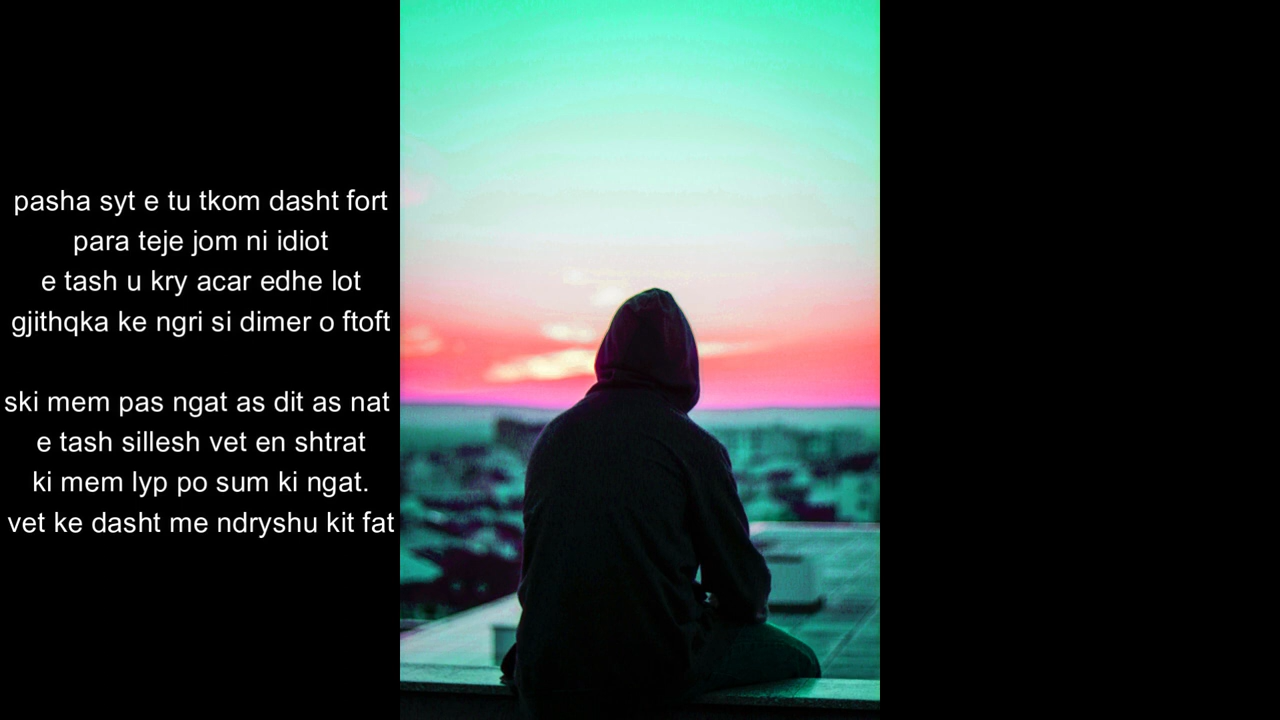 pasha syt e tu tkom dasht fort
para teje jom ni idiot
e tash u kry acar edhe lot
gjithqka ke ngri si dimer o ftoft
ski mem pas ngat as dit as nat
e tash sillesh vet en shtrat
ki mem lyp po sum ki ngat.
vet ke dasht me ndryshu kit fat